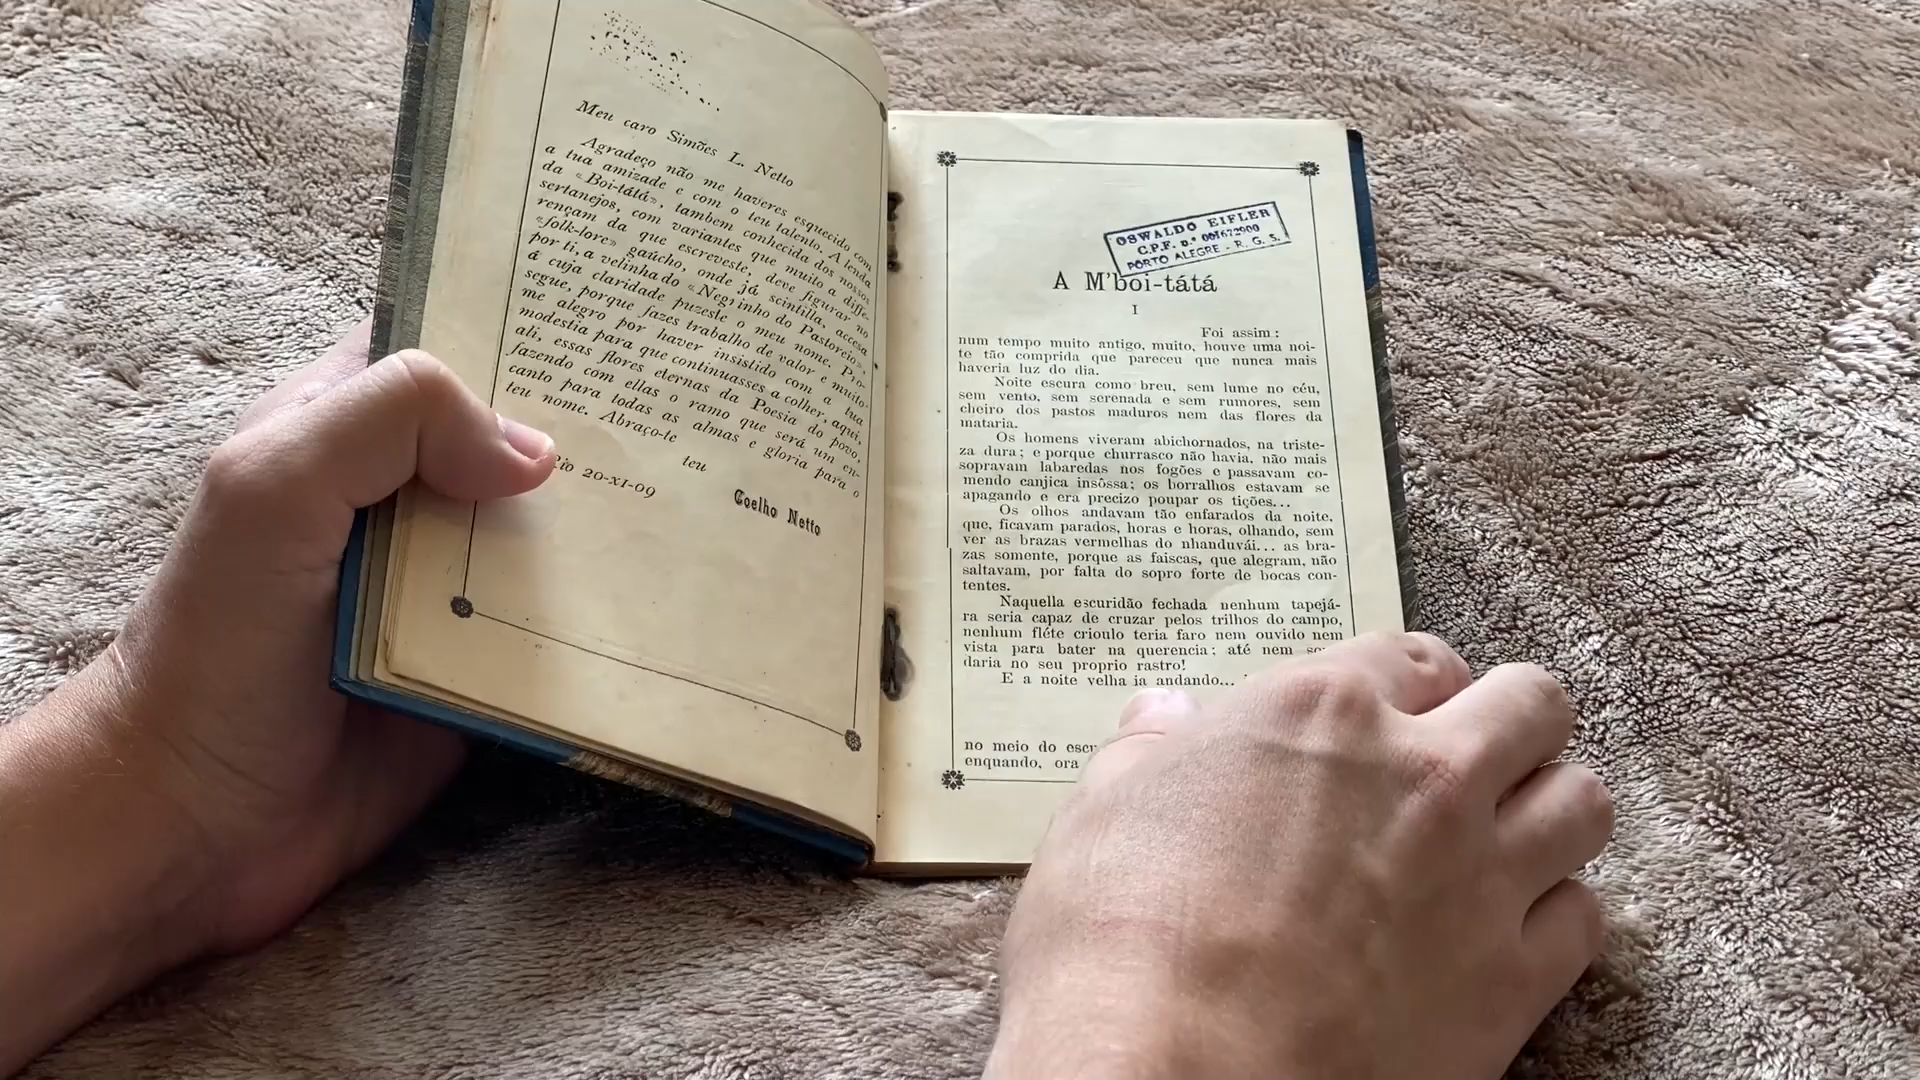 Meu caro Simões L. Netto
Agradeço não me haveres esquecido com
a tua amizade e com o teu talento. A lenda
da «Boi-tátá», tambem conhecida dos nossos
sertanejos, com variantes que muito a diffe-
rençam da que escreveste, deve figurar no
«folk-lore» gaúcho, onde já scintilla, accesa
por ti, a velinha do «Negrinho do Pastoreio»,
á cuja claridade puzeste o meu nome. Pro-
segue, porque fazes trabalho de valor e muito
me alegro por haver insistido com a tua
modestia para que continuasses a colher, aqui,
ali, essas flores eternas da Poesia do povo,
fazendo com ellas o ramo que será um en-
canto para todas as almas e gloria para o
teu nome. Abraço-te
teu
Rio 20-XI-09
Coelho Netto
OSWALDO EIFLER
C.P.F. n.º 001672900
PÔRTO ALEGRE - R. G. S.
A M'boi-tátá
I
Foi assim:
num tempo muito antigo, muito, houve uma noi-
te tão comprida que pareceu que nunca mais
haveria luz do dia.
Noite escura como breu, sem lume no céu,
sem vento, sem serenada e sem rumores, sem
cheiro dos pastos maduros nem das flores da
mataria.
Os homens viveram abichornados, na triste-
za dura; e porque churrasco não havia, não mais
sopravam labaredas nos fogões e passavam co-
mendo canjica insôssa; os borralhos estavam se
apagando e era precizo poupar os tições...
Os olhos andavam tão enfarados da noite,
que, ficavam parados, horas e horas, olhando, sem
ver as brazas vermelhas do nhanduvái... as bra-
zas somente, porque as faiscas, que alegram, não
saltavam, por falta do sopro forte de bocas con-
tentes.
Naquella escuridão fechada nenhum tapejá-
ra seria capaz de cruzar pelos trilhos do campo,
nenhum fléte crioulo teria faro nem ouvido nem
vista para bater na querencia; até nem
daria no seu proprio rastro!
E a noite velha ia andando...
no meio do
enquando, ora